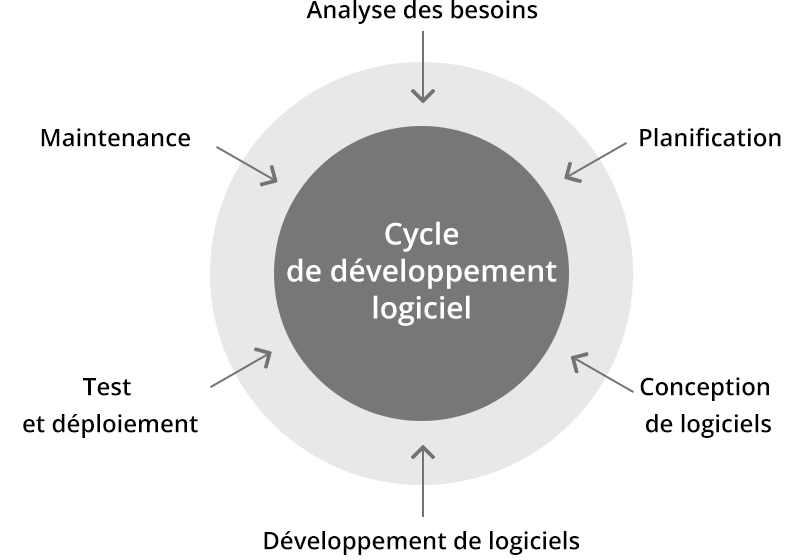 Analyse des besoins
Maintenance
Planification
Cycle
de développement
logiciel
Test
et déploiement
Conception
de logiciels
Développement de logiciels